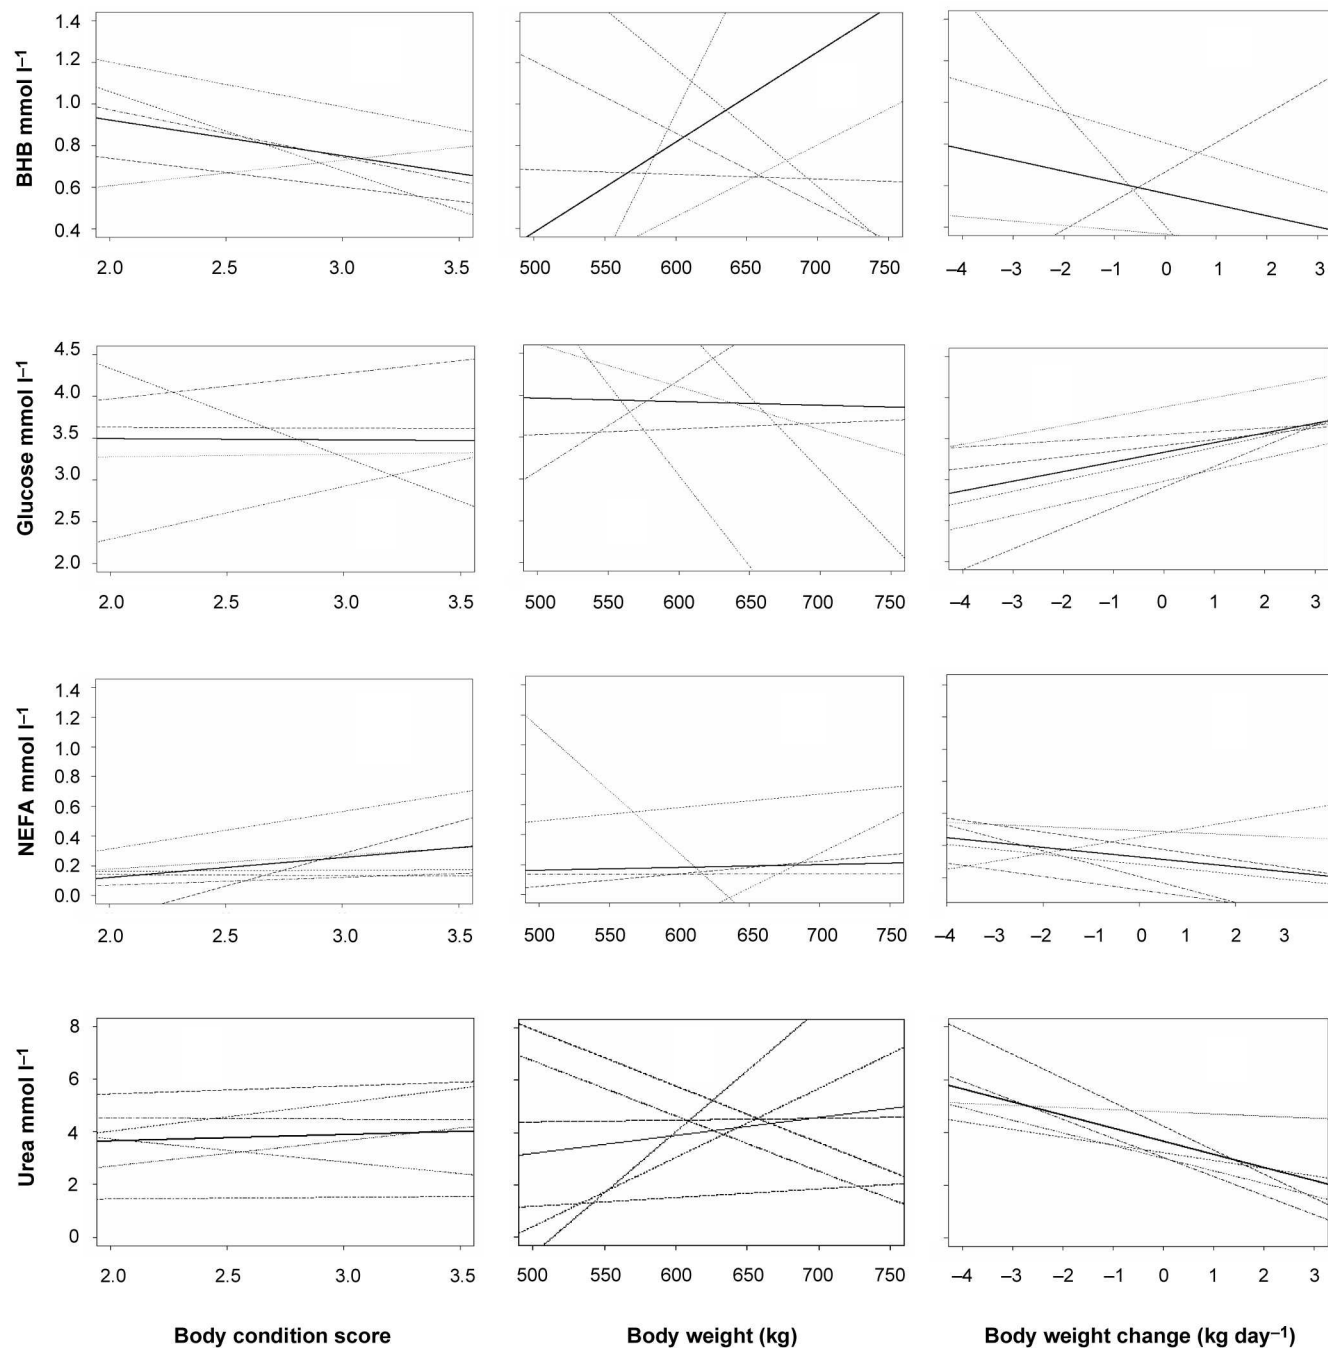 BHB mmol l⁻¹
1.4
1.2
1.0
0.8
0.6
0.4
2.0 2.5 3.0 3.5
500 550 600 650 700 750
–4 –3 –2 –1 0 1 2 3
Glucose mmol l⁻¹
4.5
4.0
3.5
3.0
2.5
2.0
2.0 2.5 3.0 3.5
500 550 600 650 700 750
–4 –3 –2 –1 0 1 2 3
NEFA mmol l⁻¹
1.4
1.2
1.0
0.8
0.6
0.4
0.2
0.0
2.0 2.5 3.0 3.5
500 550 600 650 700 750
–4 –3 –2 –1 0 1 2 3
Urea mmol l⁻¹
8
6
4
2
0
2.0 2.5 3.0 3.5
500 550 600 650 700 750
–4 –3 –2 –1 0 1 2 3
Body condition score
Body weight (kg)
Body weight change (kg day⁻¹)